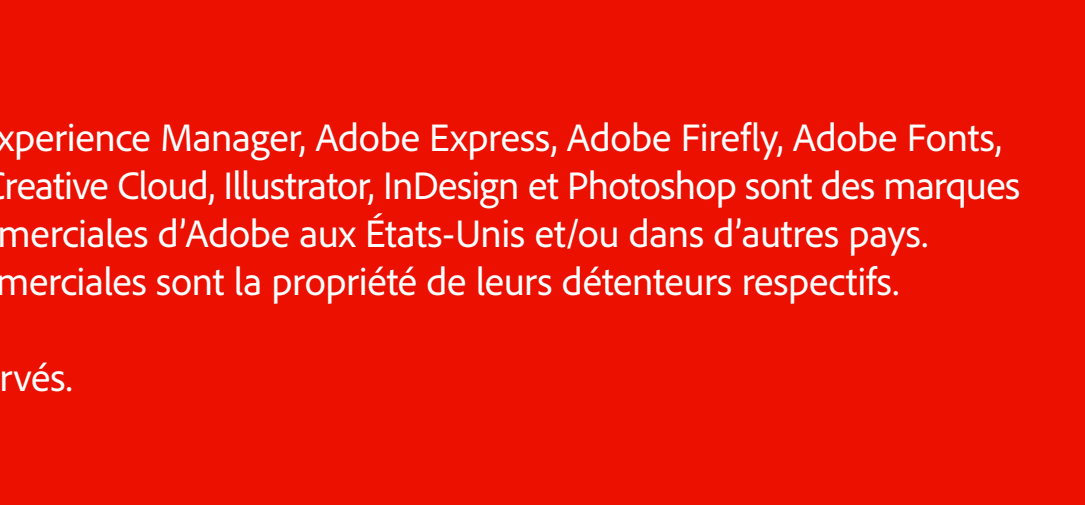 xperience Manager, Adobe Express, Adobe Firefly, Adobe Fonts,
Creative Cloud, Illustrator, InDesign et Photoshop sont des marques
merciales d’Adobe aux États-Unis et/ou dans d’autres pays.
merciales sont la propriété de leurs détenteurs respectifs.
rvés.